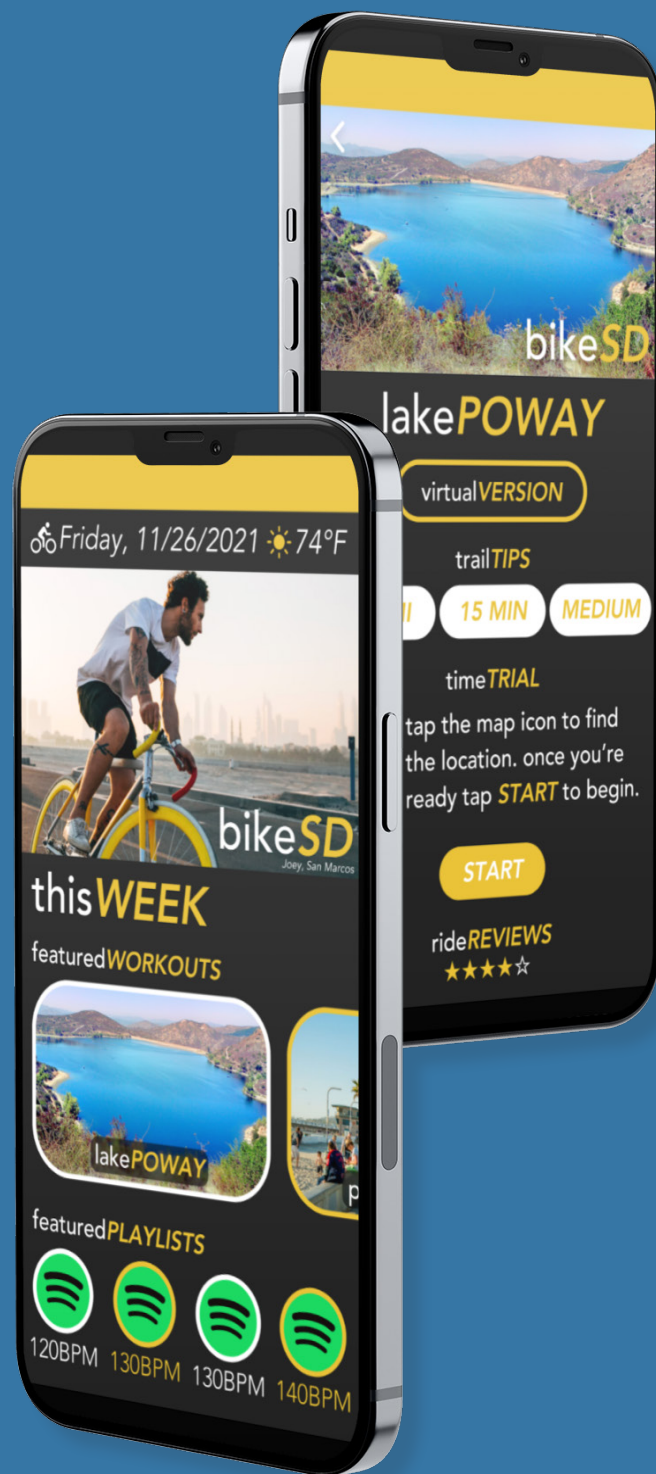 bikeSD
lakePOWAY
virtualVERSION
trailTIPS
15 MIN
MEDIUM
timeTRIAL
tap the map icon to find
the location. once you're
ready tap START to begin.
START
rideREVIEWS
★★★★☆
Friday, 11/26/2021 74°F
bikeSD
Joey, San Marcos
thisWEEK
featuredWORKOUTS
lakePOWAY
featuredPLAYLISTS
120BPM
130BPM
130BPM
140BPM